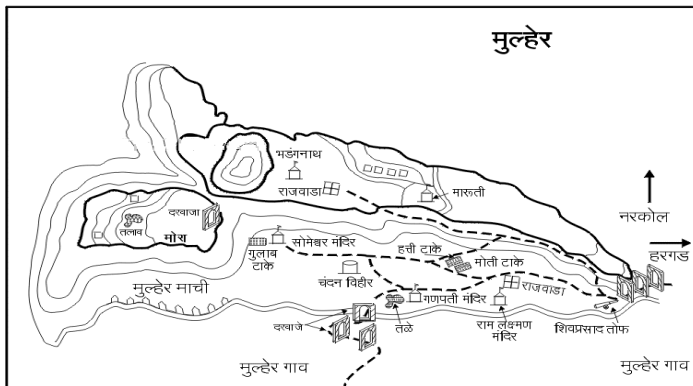 मुल्हेर
भडंगनाथ
राजवाडा
मारूती
नरकोल
हरगड
दरवाजा
तलाव
मोरा
सोमेश्वर मंदिर
गुलाब
टाके
हत्ती टाके
मोती टाके
चंदन विहीर
राजवाडा
मुल्हेर माची
गणपती मंदिर
तळे
राम लक्ष्मण
मंदिर
शिवप्रसाद तोफ
दरवाजे
मुल्हेर गाव
मुल्हेर गाव